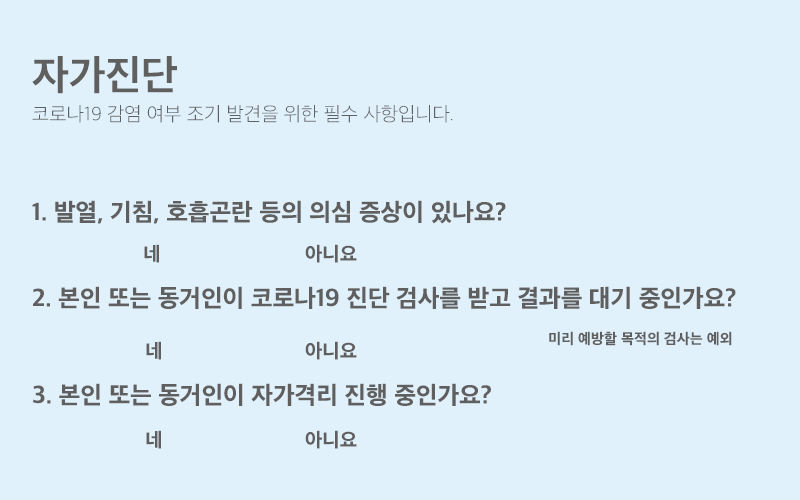 자가진단
코로나19 감염 여부 조기 발견을 위한 필수 사항입니다.
1. 발열, 기침, 호흡곤란 등의 의심 증상이 있나요?
네 아니요
2. 본인 또는 동거인이 코로나19 진단 검사를 받고 결과를 대기 중인가요?
미리 예방할 목적의 검사는 예외
네 아니요
3. 본인 또는 동거인이 자가격리 진행 중인가요?
네 아니요